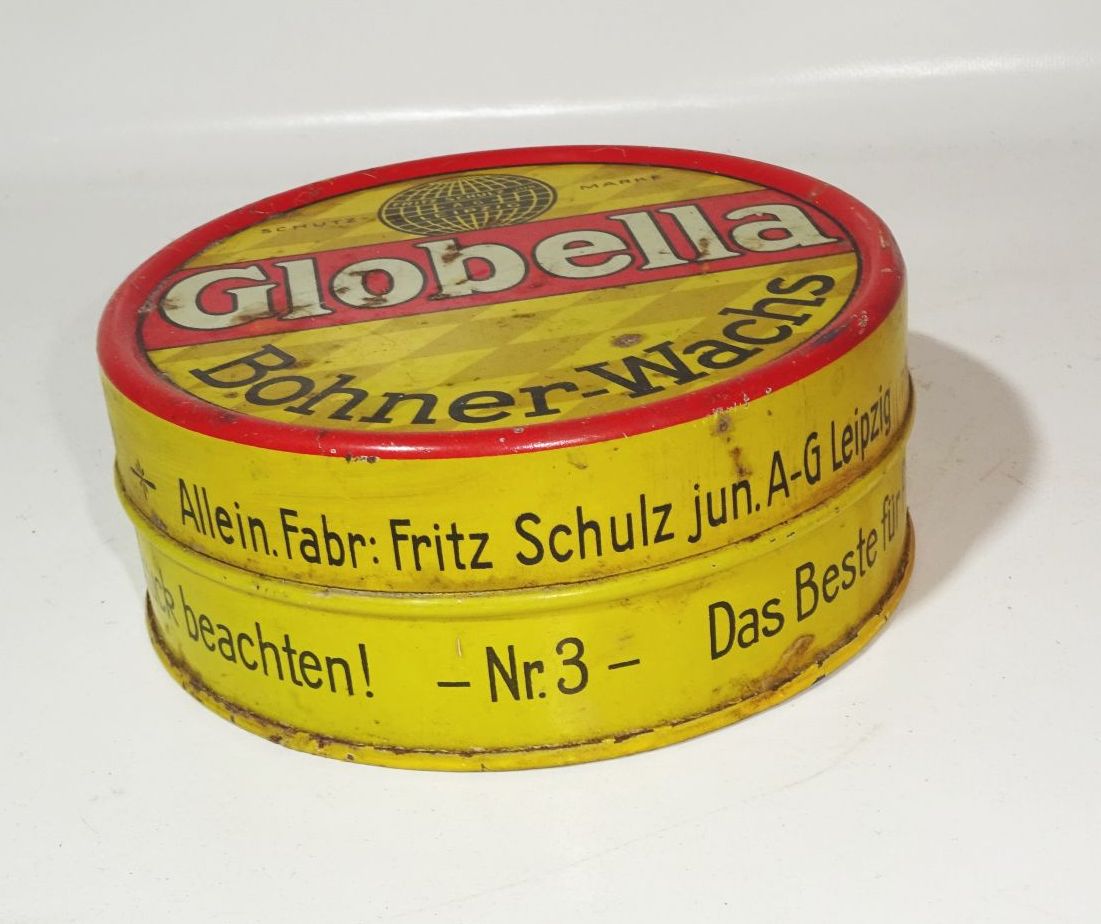 SCHUTZ- MARKE
Globella
Bohner-Wachs
Allein. Fabr: Fritz Schulz jun. A-G Leipzig
beachten! – Nr. 3 – Das Beste für